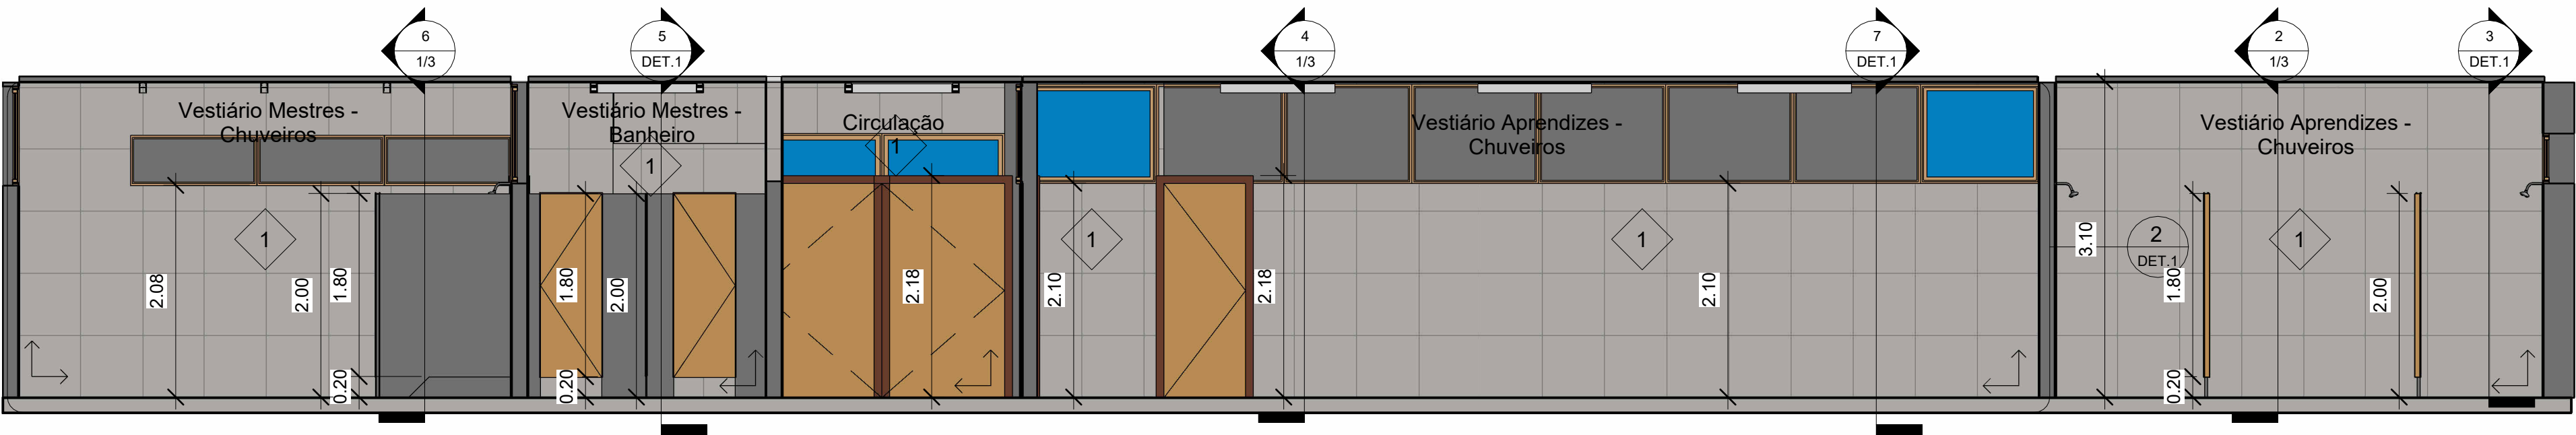 6
1/3
5
DET.1
4
1/3
7
DET.1
2
1/3
3
DET.1
Vestiário Mestres -
Chuveiros
Vestiário Mestres -
Banheiro
Circulação
Vestiário Aprendizes -
Chuveiros
Vestiário Aprendizes -
Chuveiros
1
1
1
1
1
1
2
DET.1
2.08
2.00
1.80
0.20
1.80
0.20
2.00
2.18
2.10
2.18
2.10
3.10
1.80
0.20
2.00